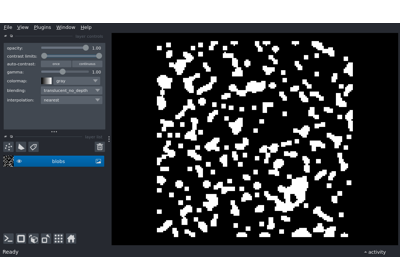 File View Plugins Window Help
opacity: 1.00
contrast limits:
auto-contrast: once continuous
gamma: 1.00
colormap: gray
blending: translucent_no_depth
interpolation: nearest
blobs
Ready
activity